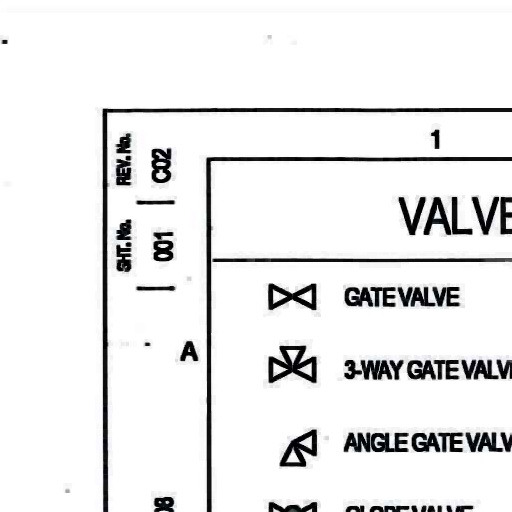 1
REV. No.
C02
SHT. No.
001
VALVE
GATE VALVE
A
3-WAY GATE VALV
ANGLE GATE VALV
GLOBE VALVE